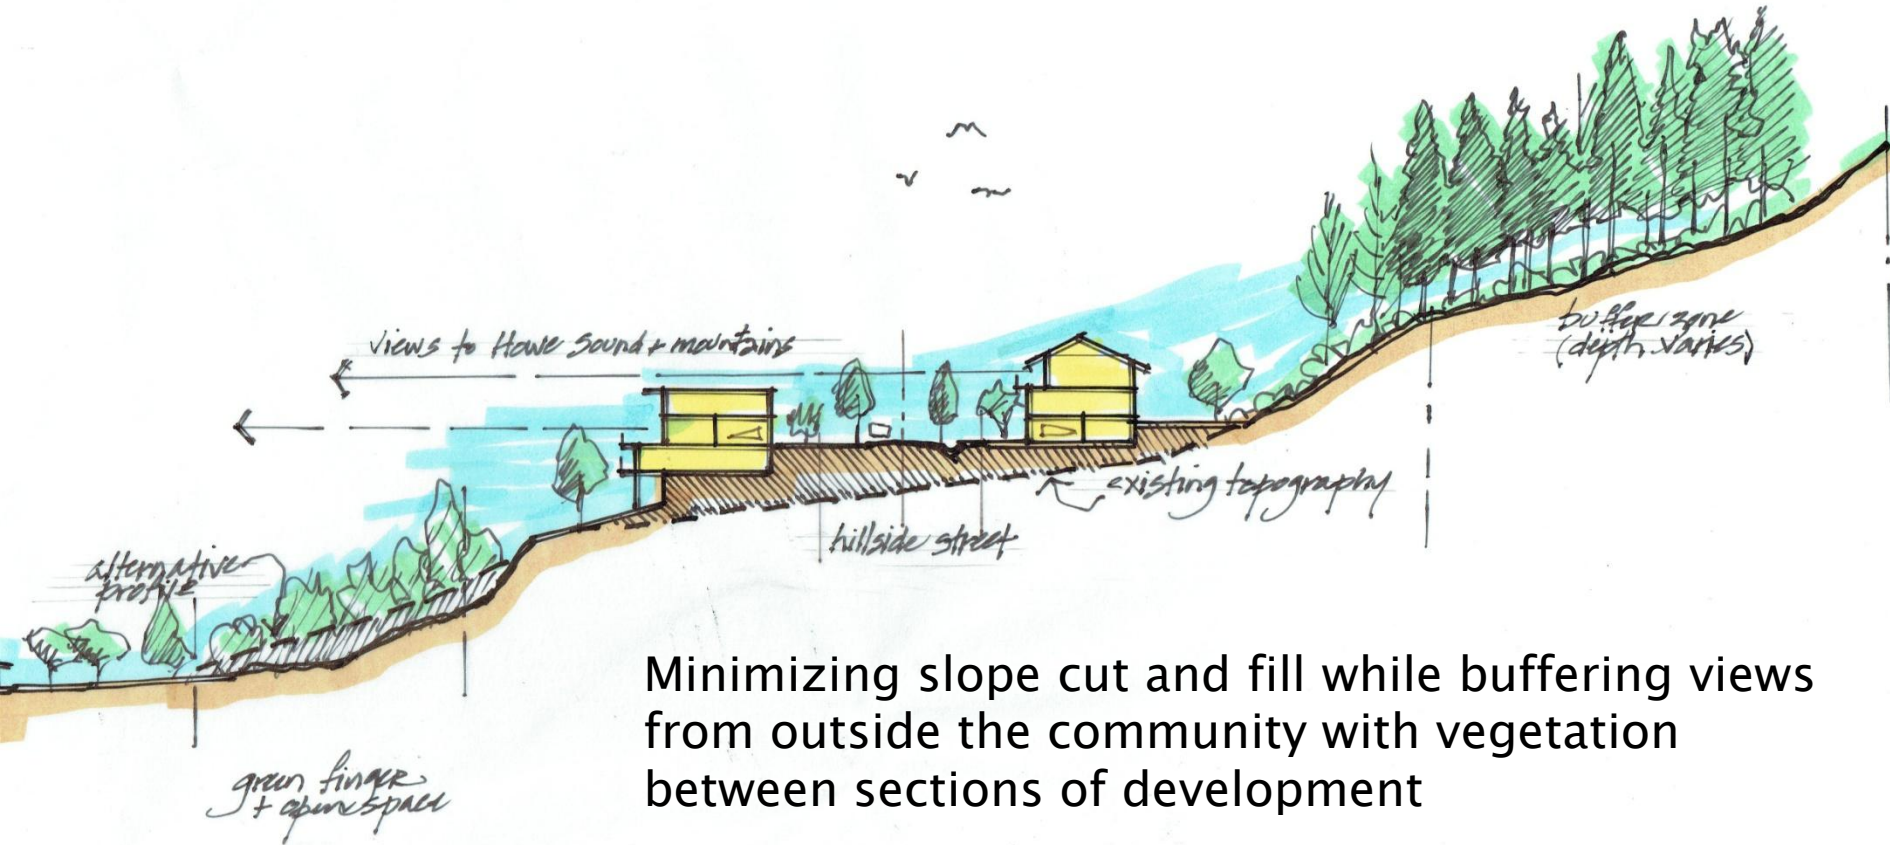 views to Howe Sound + mountains
buffer zone
(depth varies)
existing topography
hillside street
alternative
profile
green finger
+ open space
Minimizing slope cut and fill while buffering views
from outside the community with vegetation
between sections of development